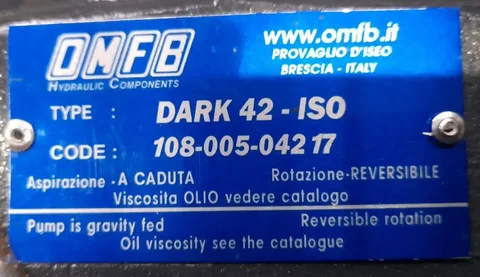 OMFB
HYDRAULIC COMPONENTS
www.omfb.it
PROVAGLIO D'ISEO
BRESCIA - ITALY
TYPE : DARK 42 - ISO
CODE : 108-005-042 17
Aspirazione - A CADUTA Rotazione-REVERSIBILE
Viscosita OLIO vedere catalogo
Pump is gravity fed Reversible rotation
Oil viscosity see the catalogue